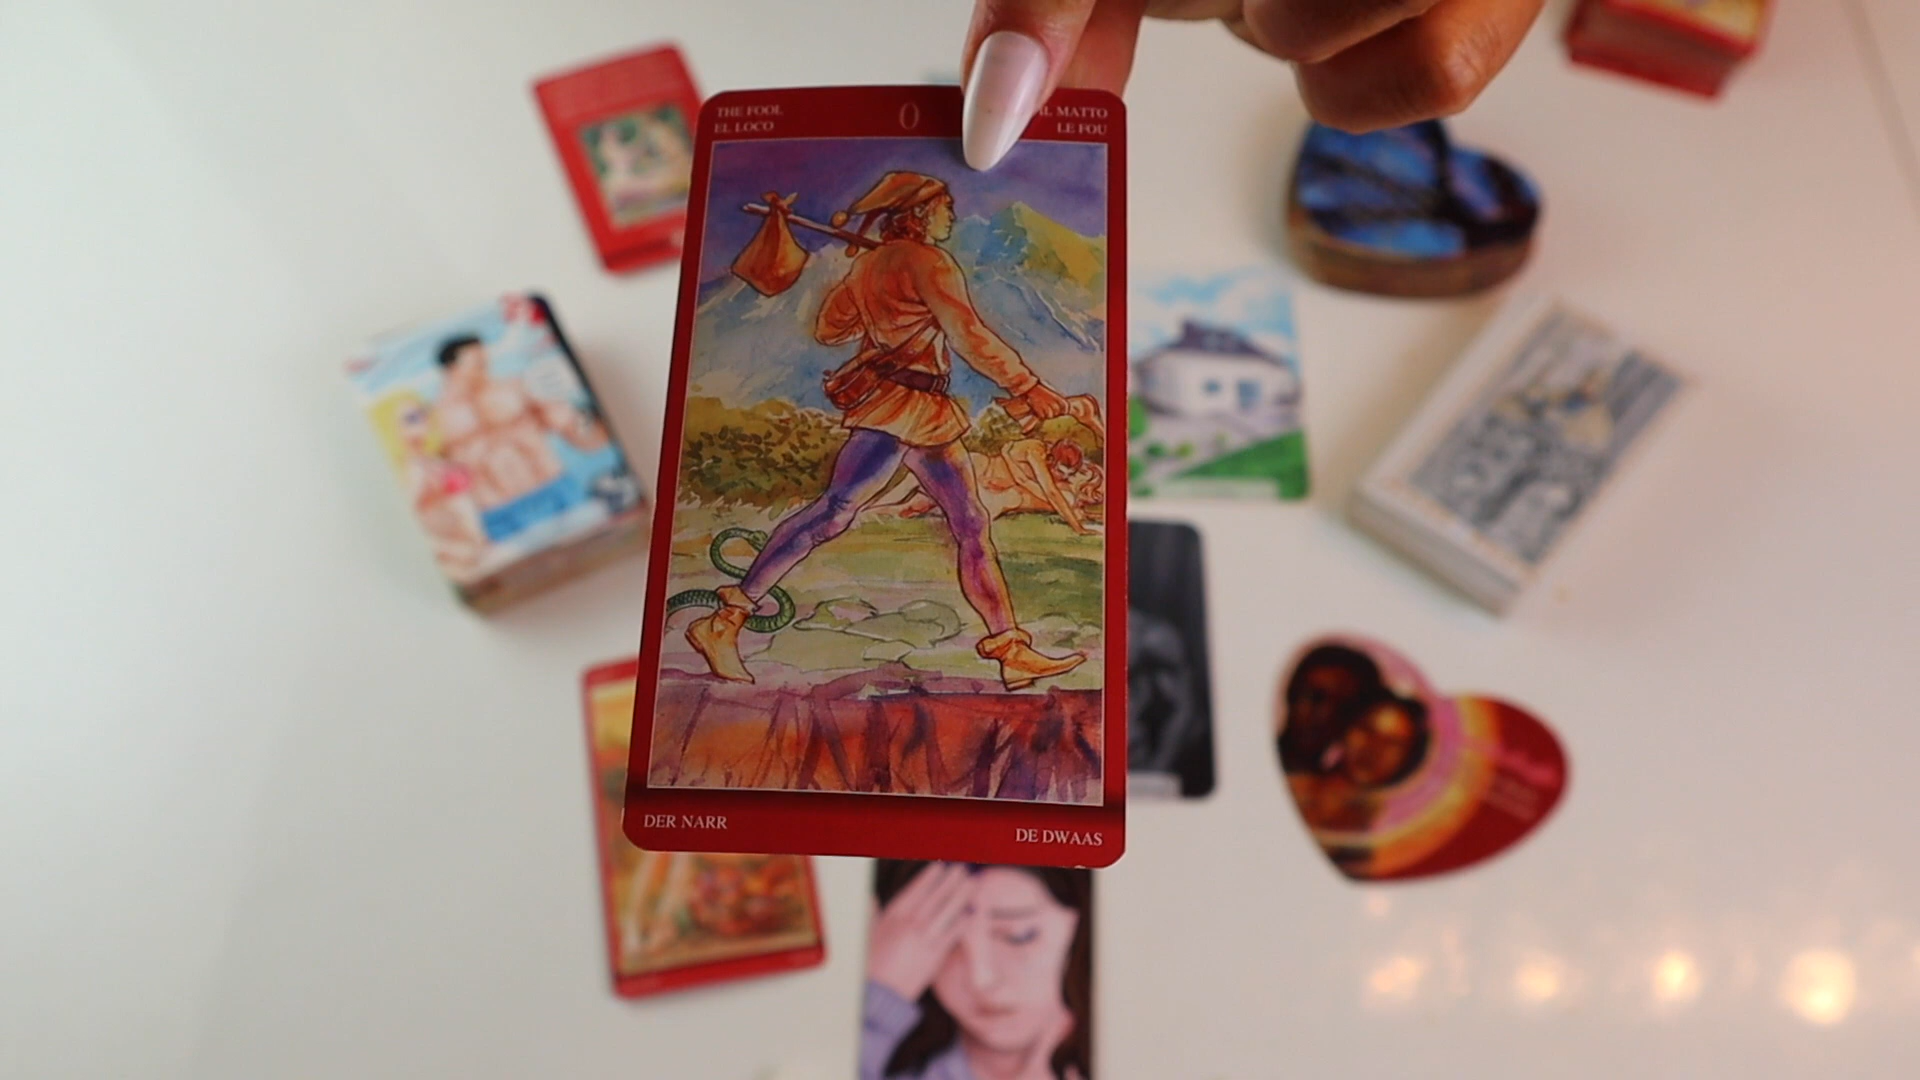 THE FOOL
EL LOCO
0
IL MATTO
LE FOU
DER NARR
DE DWAAS